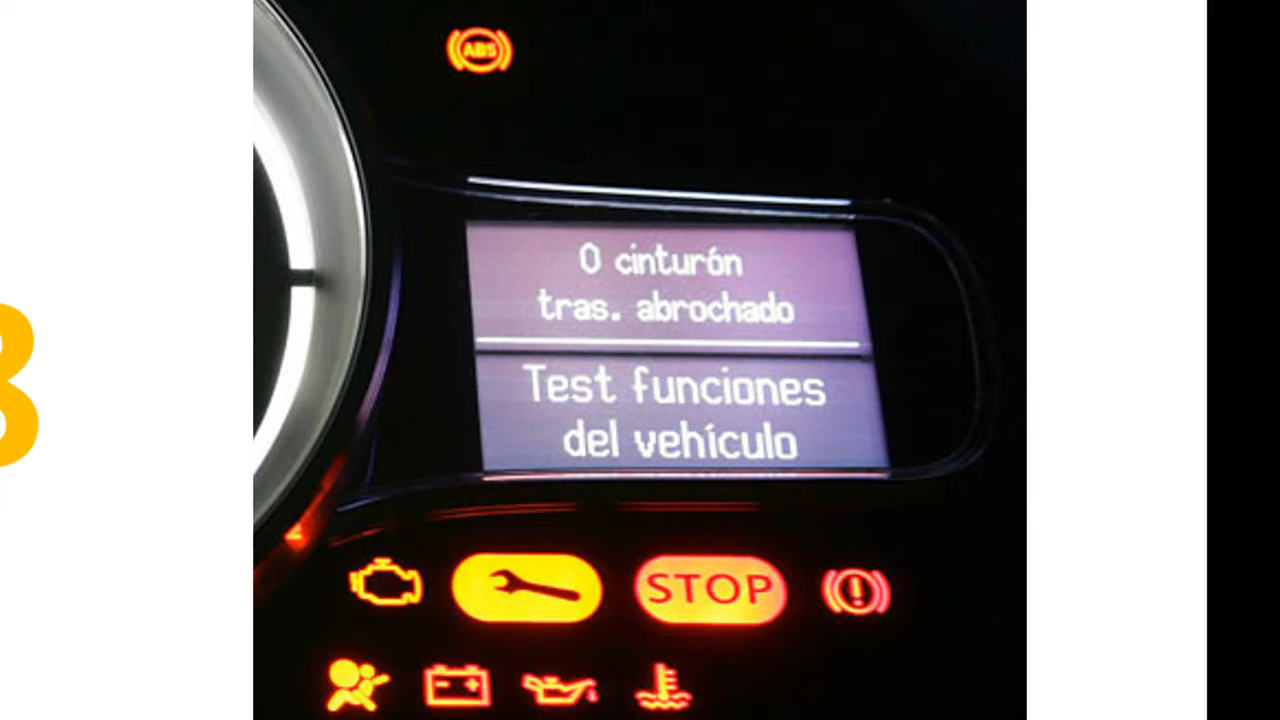 ABS
0 cinturón
tras. abrochado
Test funciones
del vehículo
STOP